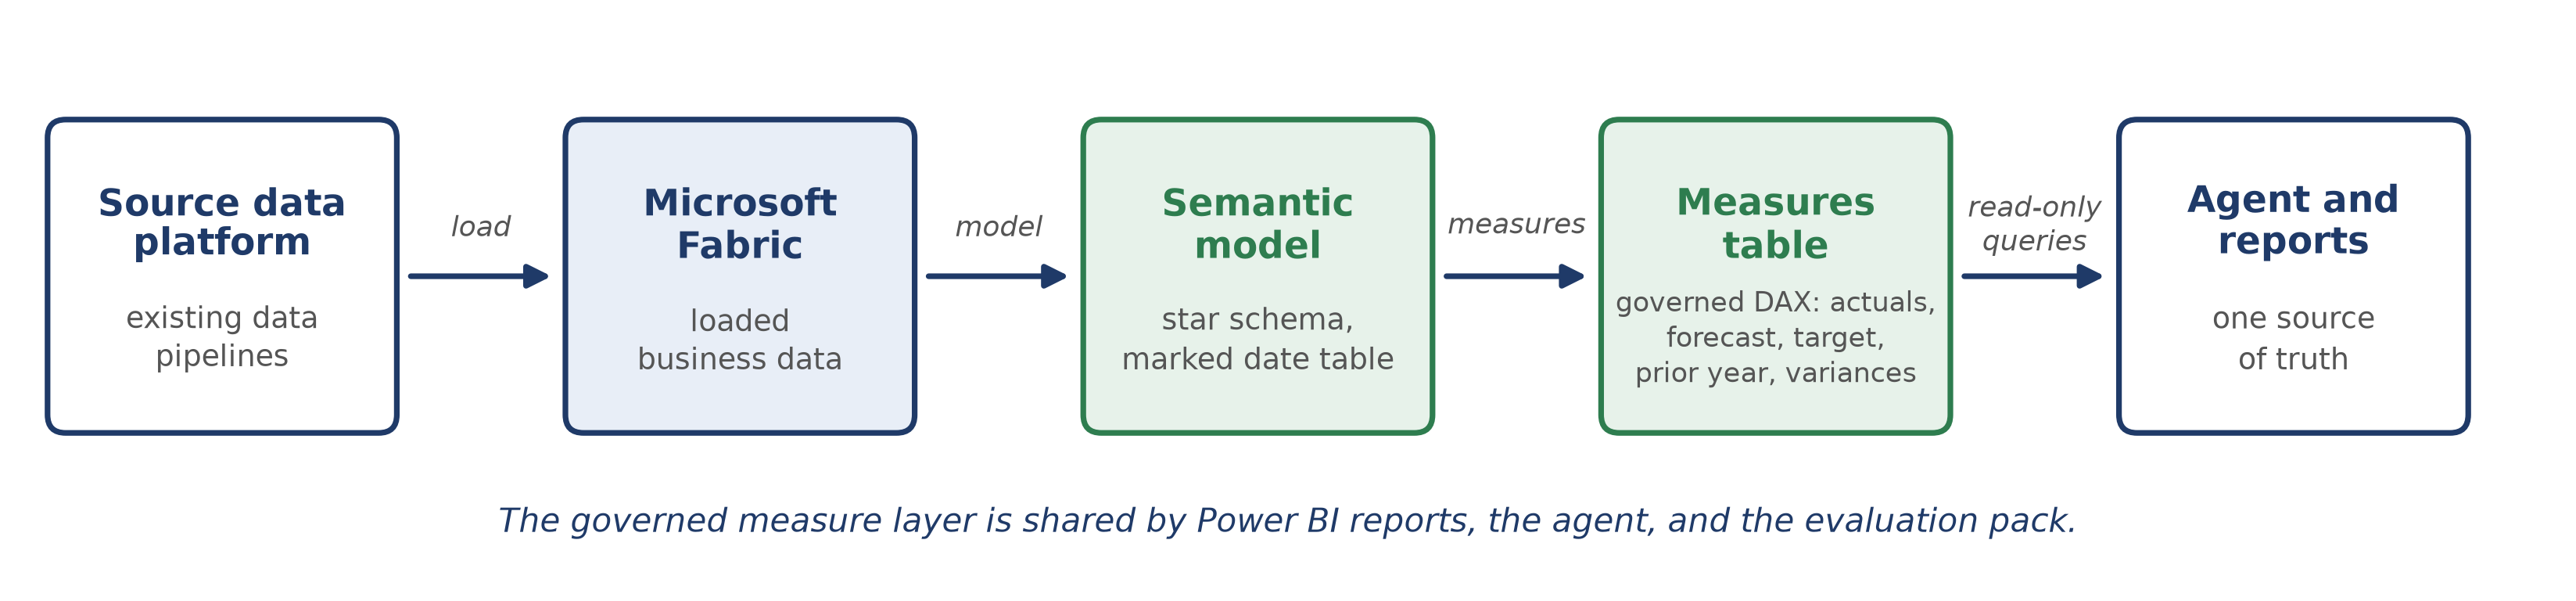 Source data
platform
existing data
pipelines
load
Microsoft
Fabric
loaded
business data
model
Semantic
model
star schema,
marked date table
measures
Measures
table
governed DAX: actuals,
forecast, target,
prior year, variances
read-only
queries
Agent and
reports
one source
of truth
The governed measure layer is shared by Power BI reports, the agent, and the evaluation pack.